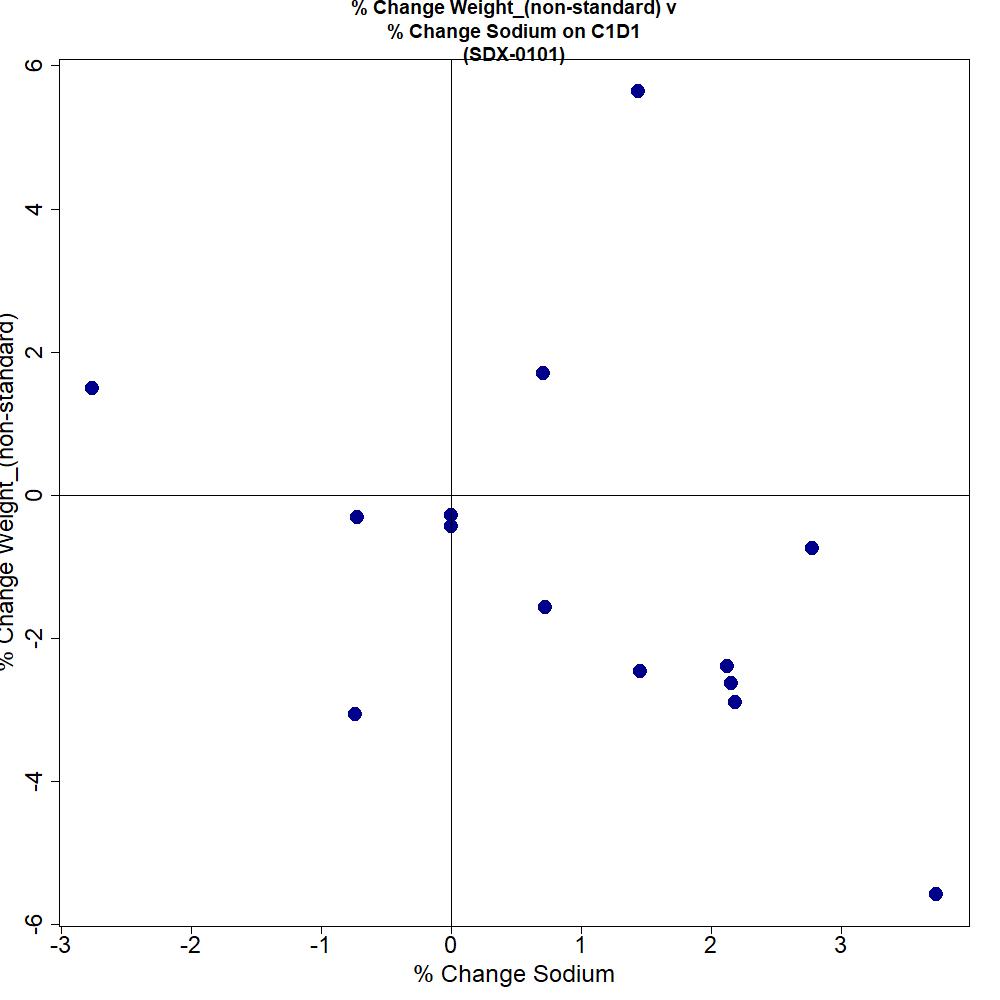 % Change Weight_(non-standard) v
% Change Sodium on C1D1
(SDX-0101)
% Change Weight_(non-standard)
6
4
2
0
-2
-4
-6
-3
-2
-1
0
1
2
3
% Change Sodium